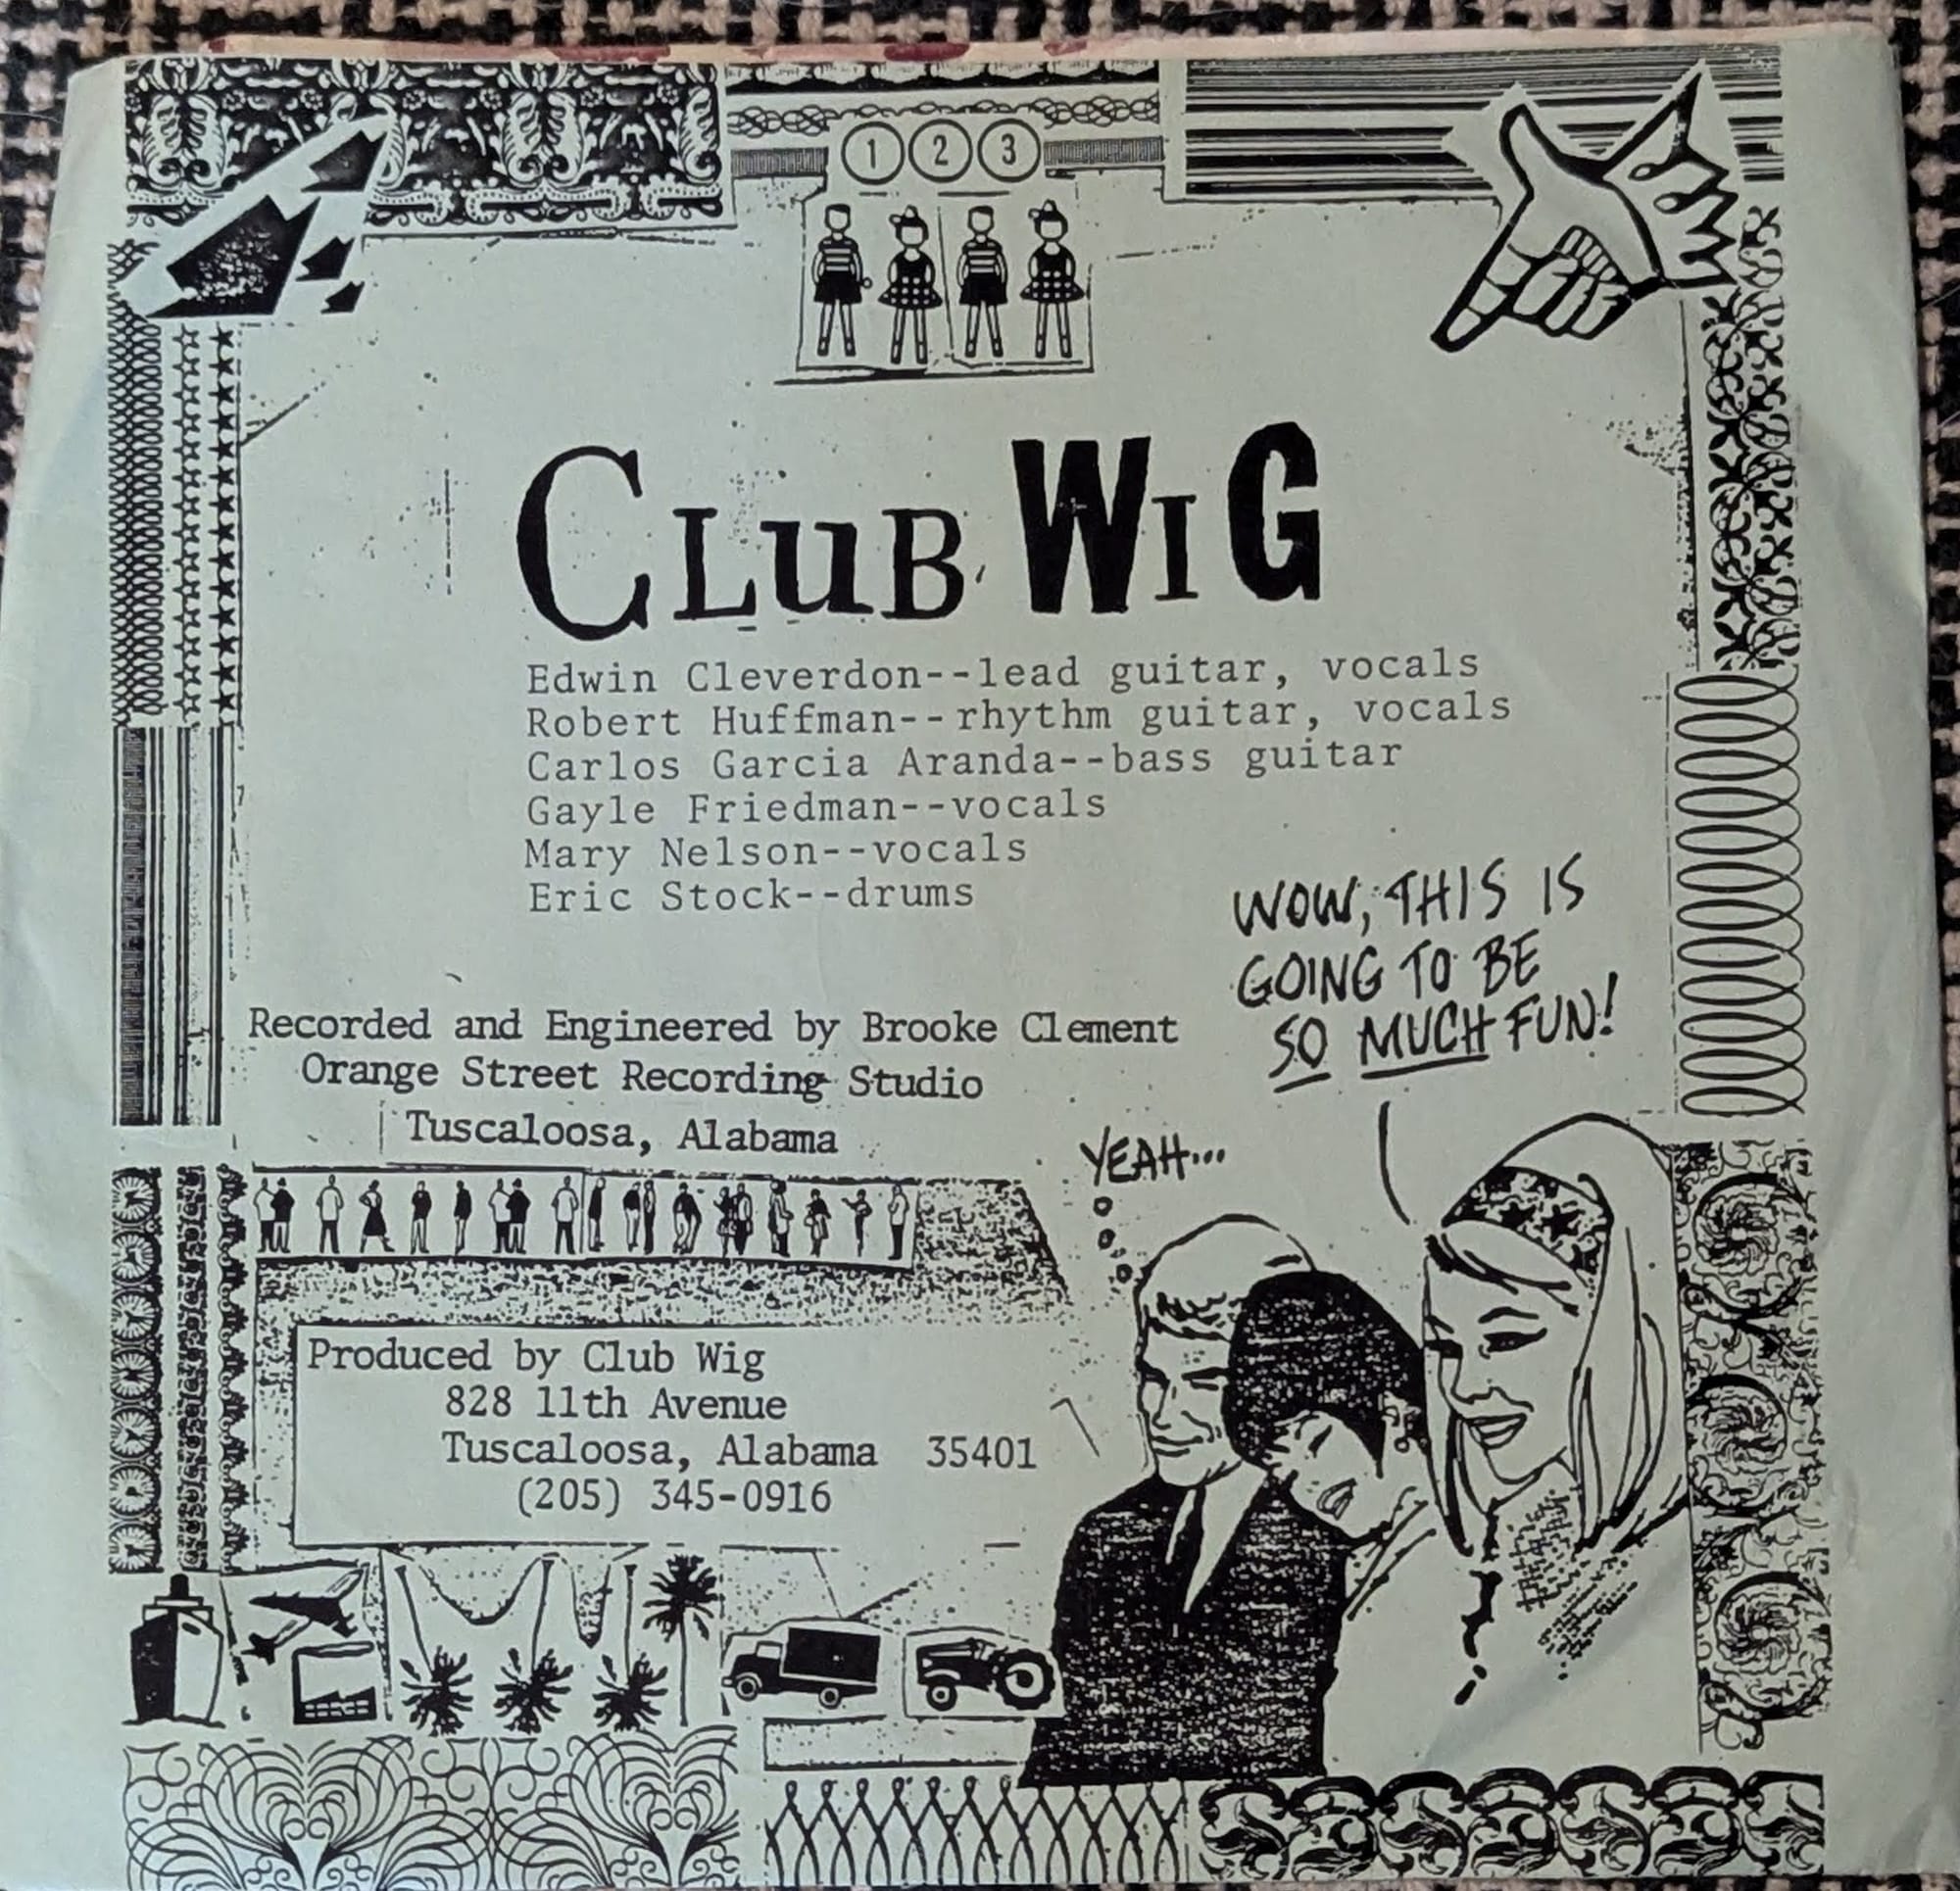 1 2 3
CLuB WIG
Edwin Cleverdon--lead guitar, vocals
Robert Huffman--rhythm guitar, vocals
Carlos Garcia Aranda--bass guitar
Gayle Friedman--vocals
Mary Nelson--vocals
Eric Stock--drums
WOW, THIS IS
GOING TO BE
SO MUCH FUN!
Recorded and Engineered by Brooke Clement
Orange Street Recording Studio
Tuscaloosa, Alabama
YEAH...
Produced by Club Wig
828 11th Avenue
Tuscaloosa, Alabama 35401
(205) 345-0916